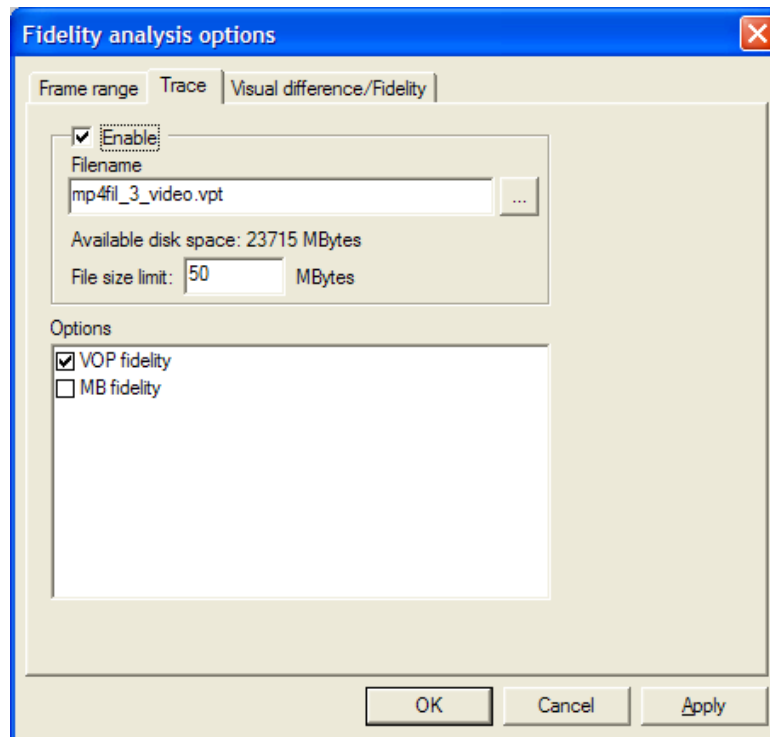 Fidelity analysis options
Frame range Trace Visual difference/Fidelity
Enable
Filename
mp4fil_3_video.vpt ...
Available disk space: 23715 MBytes
File size limit: 50 MBytes
Options
VOP fidelity
MB fidelity
OK Cancel Apply